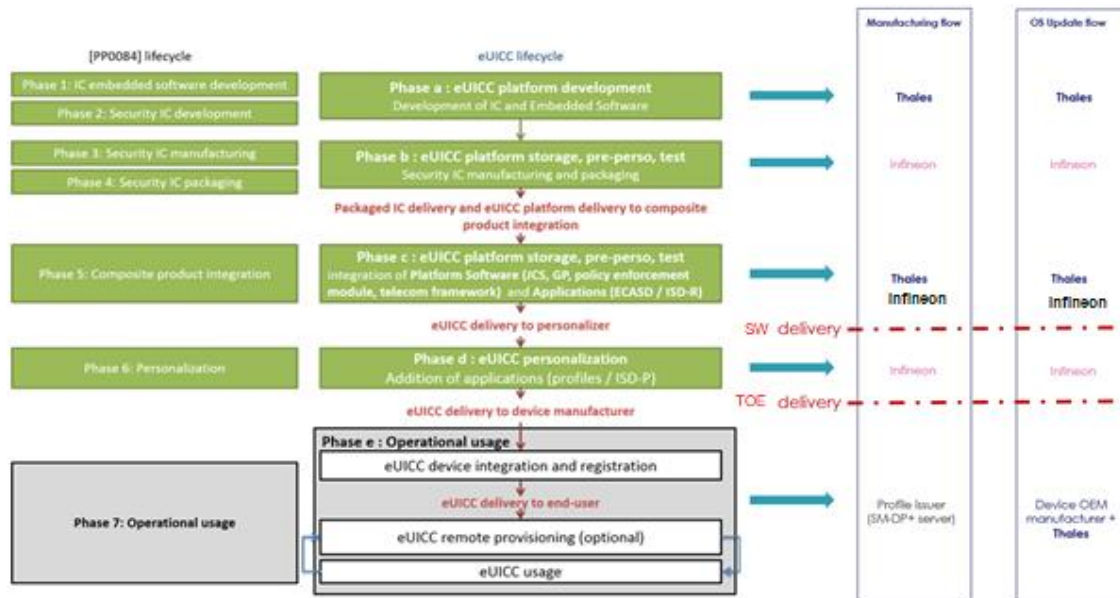 Manufacturing flow
OS Update flow
[PP0084] lifecycle
eUICC lifecycle
Phase 1: IC embedded software development
Phase 2: Security IC development
Phase a : eUICC platform development
Development of IC and Embedded Software
Thales
Thales
Phase 3: Security IC manufacturing
Phase 4: Security IC packaging
Phase b : eUICC platform storage, pre-perso, test
Security IC manufacturing and packaging
Infineon
Infineon
Packaged IC delivery and eUICC platform delivery to composite
product integration
Phase 5: Composite product integration
Phase c : eUICC platform storage, pre-perso, test
integration of Platform Software (JCS, GP, policy enforcement
module, telecom framework) and Applications (ECASD / ISD-R)
Thales
Infineon
Thales
Infineon
eUICC delivery to personalizer
SW delivery
Phase 6: Personalization
Phase d : eUICC personalization
Addition of applications (profiles / ISD-P)
Infineon
Infineon
eUICC delivery to device manufacturer
TOE delivery
Phase 7: Operational usage
Phase e : Operational usage
eUICC device integration and registration
eUICC delivery to end-user
eUICC remote provisioning (optional)
eUICC usage
Profile Issuer
(SM-DP+ server)
Device OEM
manufacturer +
Thales